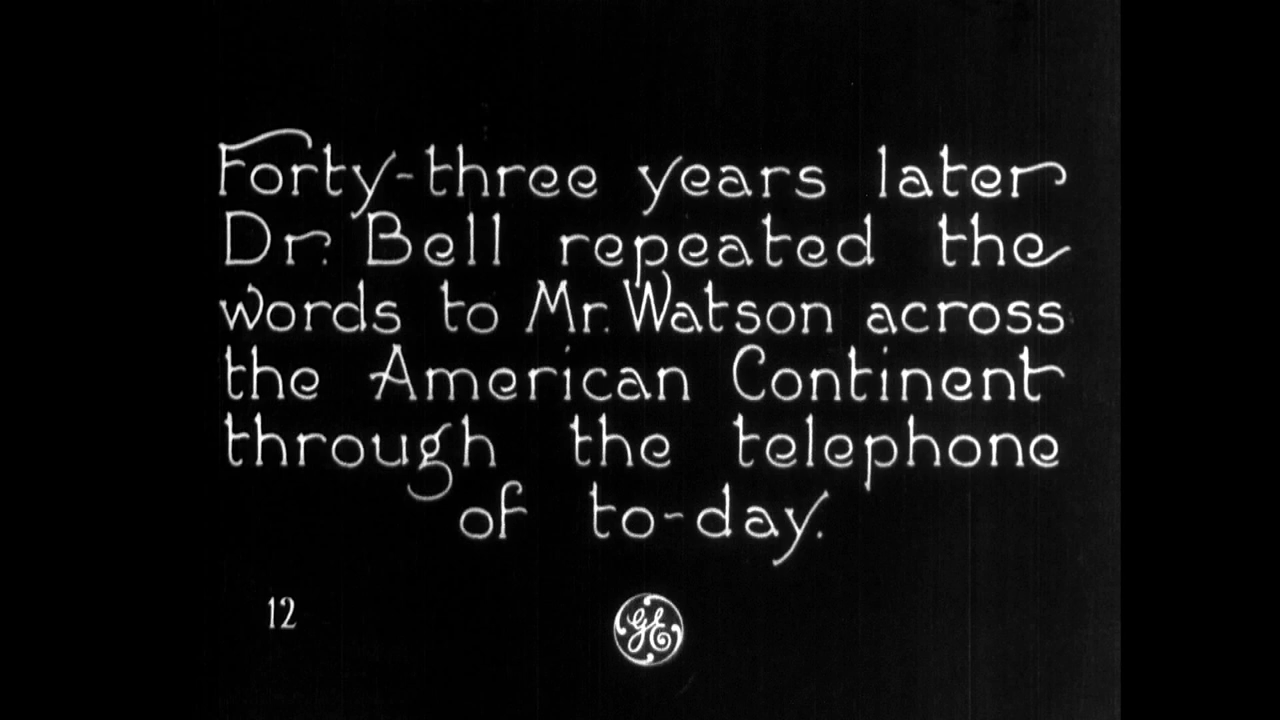 Forty-three years later
Dr. Bell repeated the
words to Mr. Watson across
the American Continent
through the telephone
of to-day.
12
GE